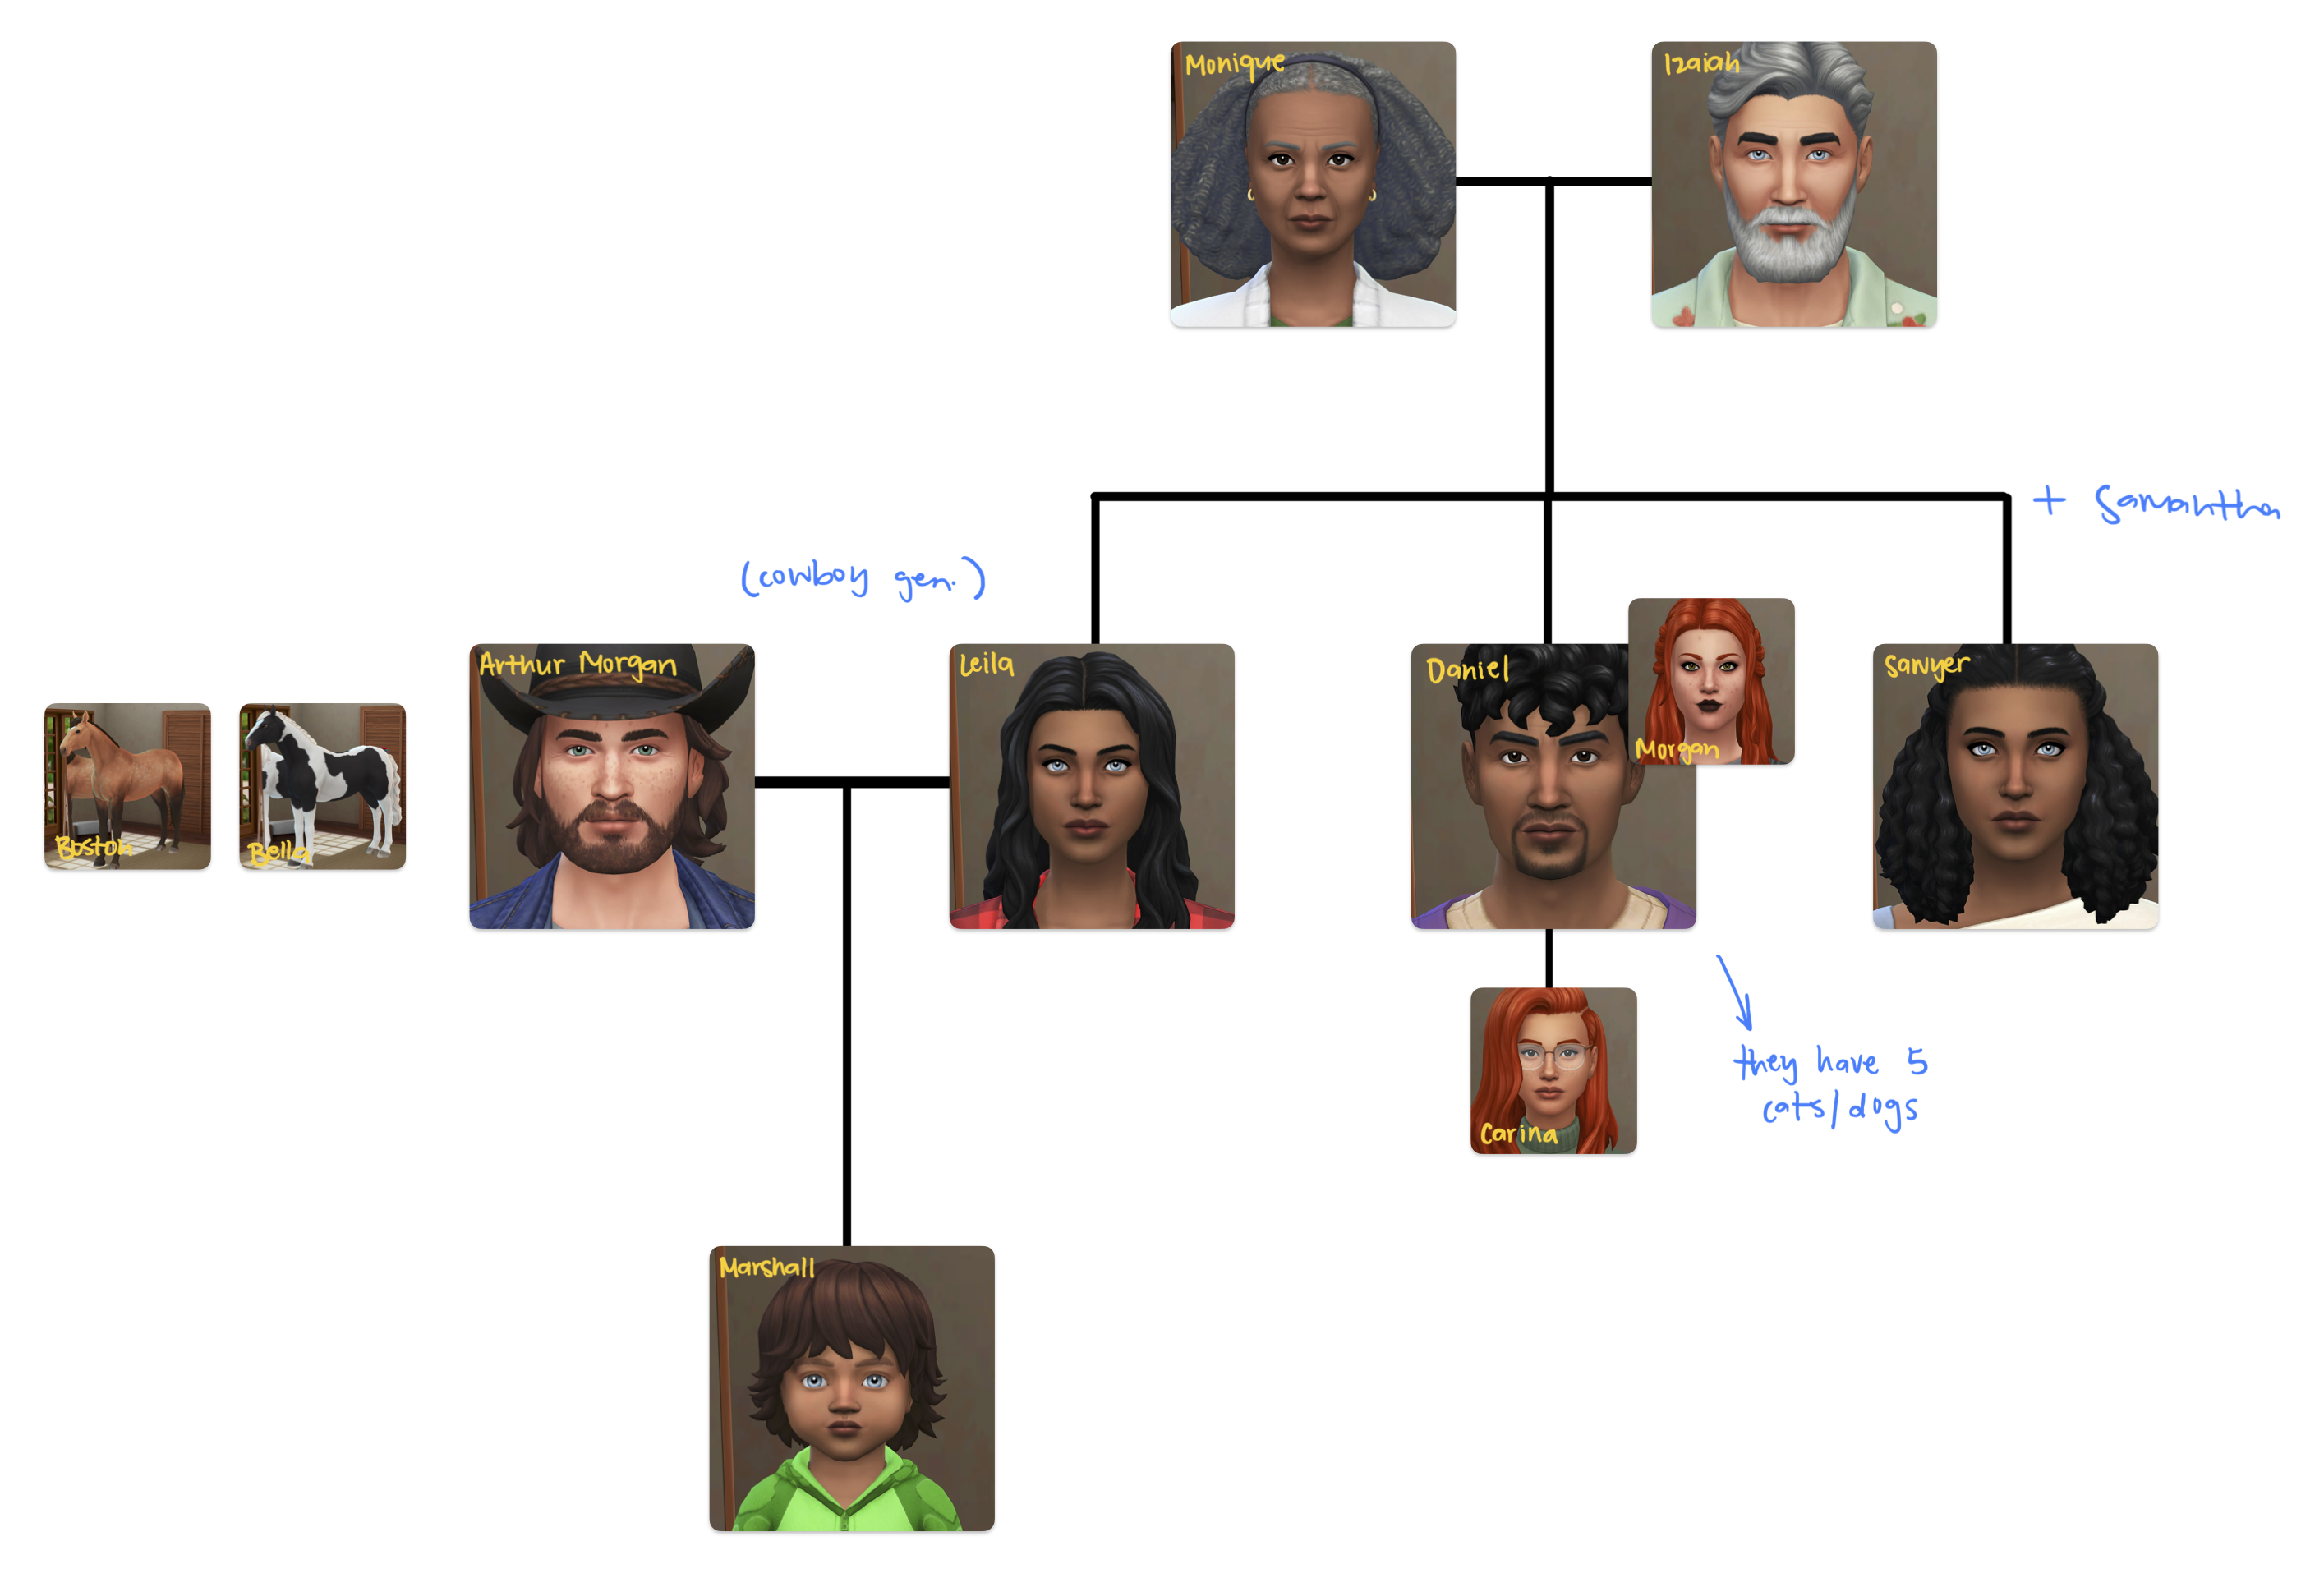 Monique
Izaiah
+ Samantha
(cowboy gen.)
Arthur Morgan
Leila
Daniel
Morgan
Sawyer
Boston
Bella
they have 5
cats/dogs
Carina
Marshall